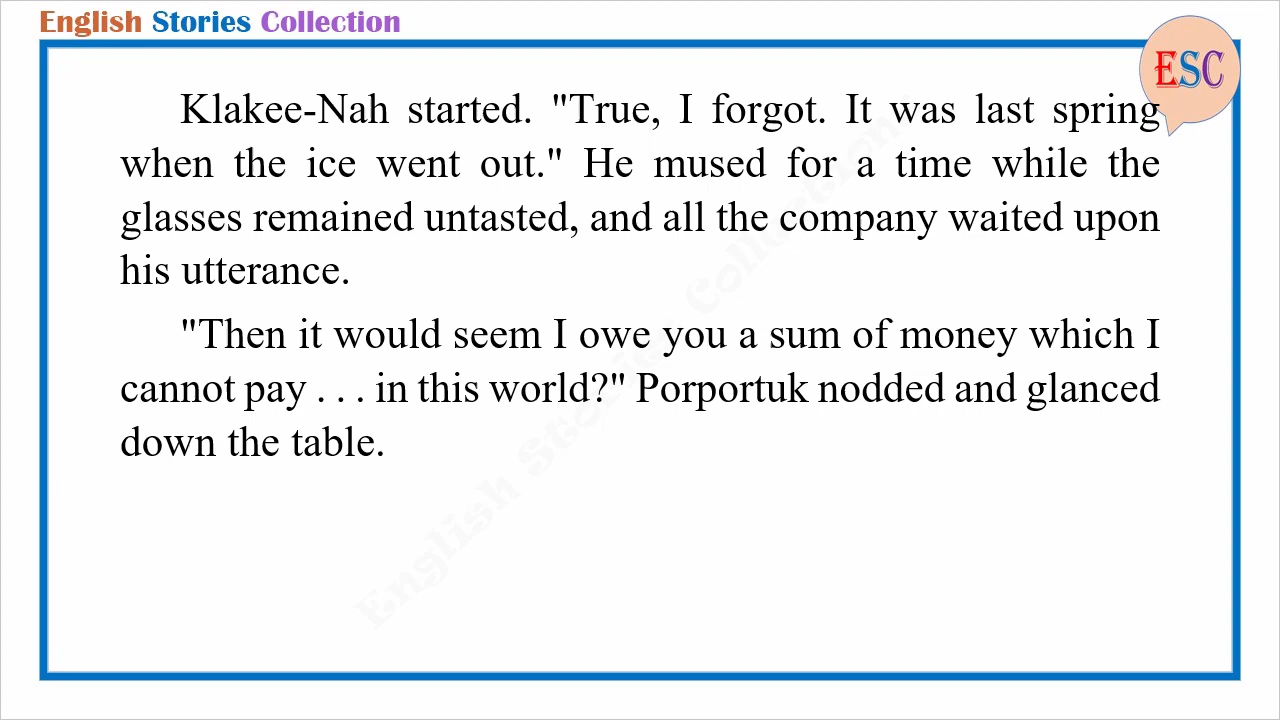 English Stories Collection
ESC
Klakee-Nah started. "True, I forgot. It was last spring
when the ice went out." He mused for a time while the
glasses remained untasted, and all the company waited upon
his utterance.
"Then it would seem I owe you a sum of money which I
cannot pay . . . in this world?" Porportuk nodded and glanced
down the table.
English Stories Collection